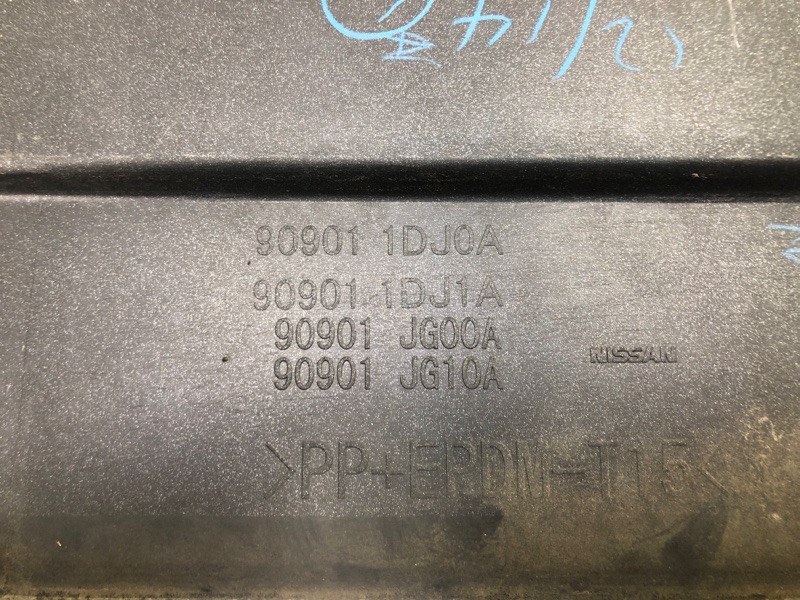 90901 1DJ0A
90901 1DJ1A
90901 JG00A
90901 JG10A
NISSAN
>PP+EPDM-T15<